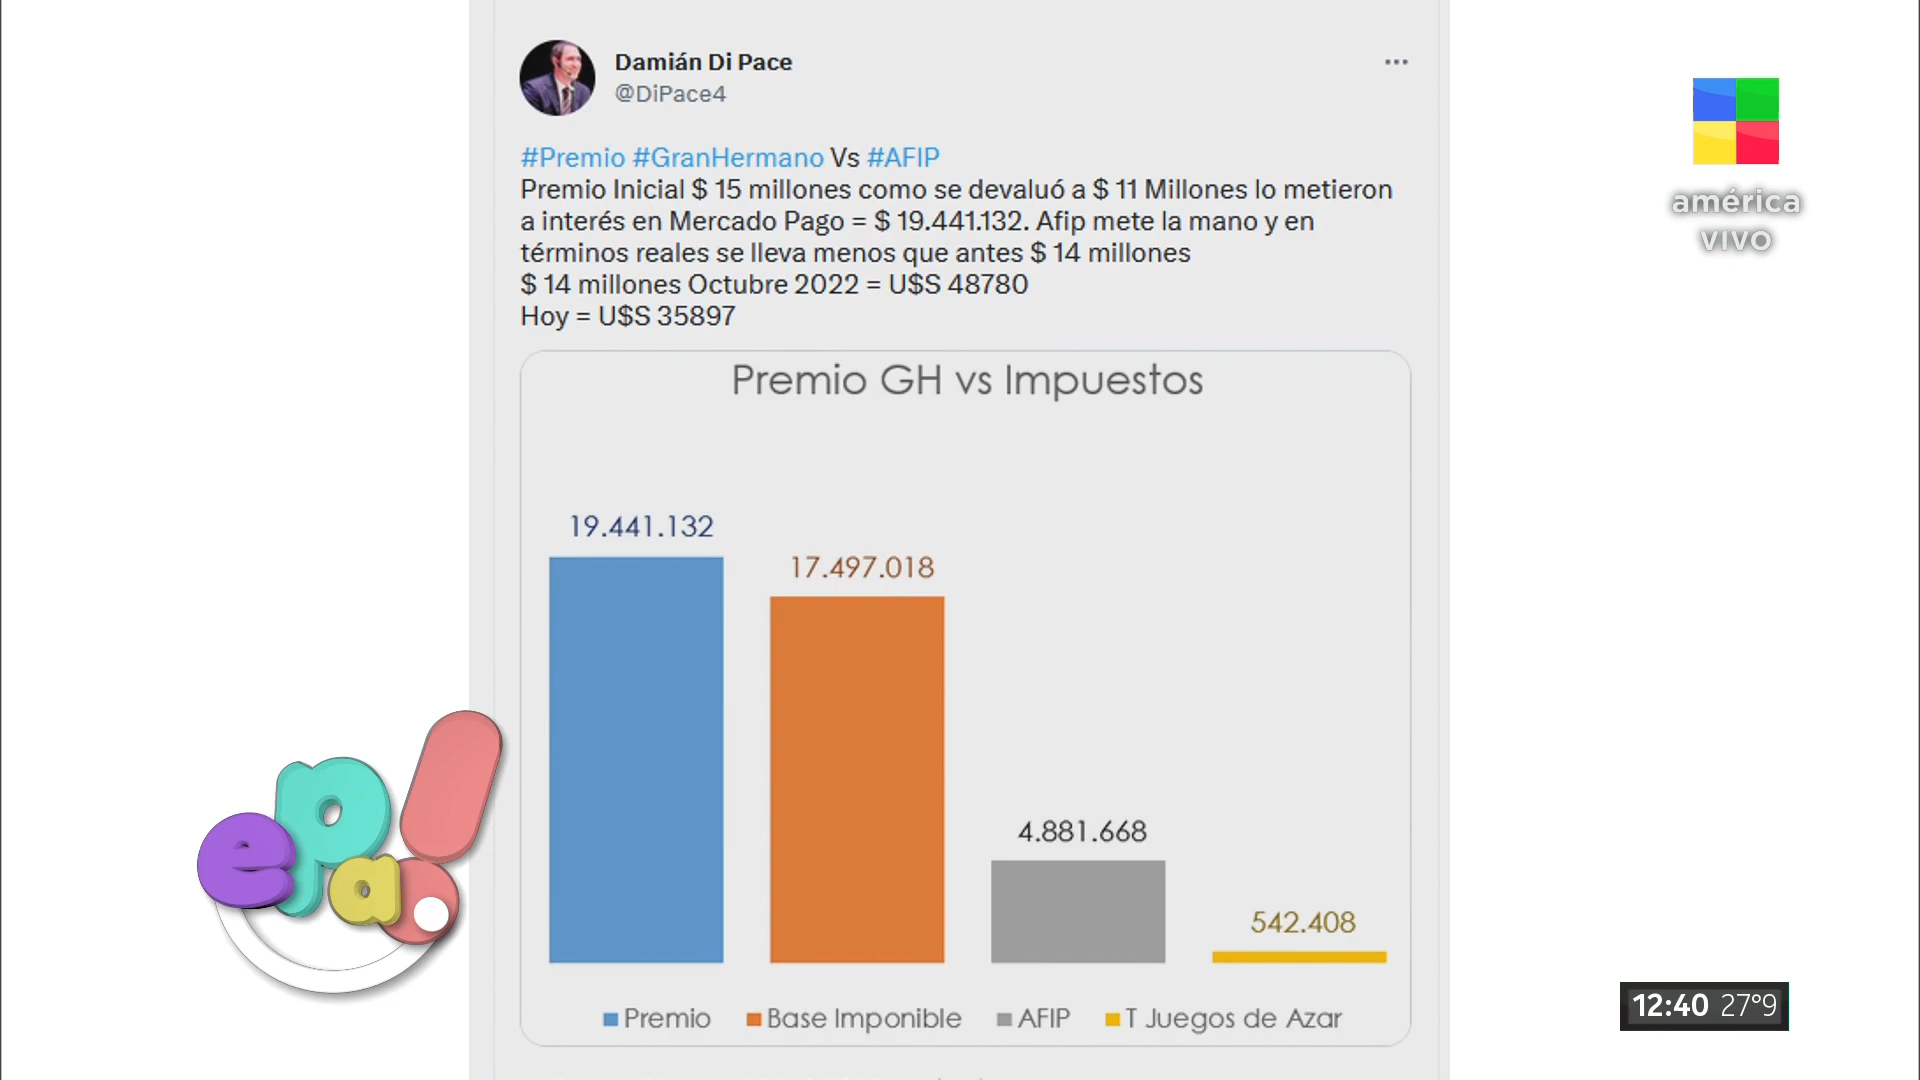 Damián Di Pace
@DiPace4
#Premio #GranHermano Vs #AFIP
Premio Inicial $ 15 millones como se devaluó a $ 11 Millones lo metieron
a interés en Mercado Pago = $ 19.441.132. Afip mete la mano y en
términos reales se lleva menos que antes $ 14 millones
$ 14 millones Octubre 2022 = U$S 48780
Hoy = U$S 35897
Premio GH vs Impuestos
19.441.132
17.497.018
4.881.668
542.408
Premio Base Imponible AFIP T Juegos de Azar
américa
VIVO
epa!
12:40 27°9